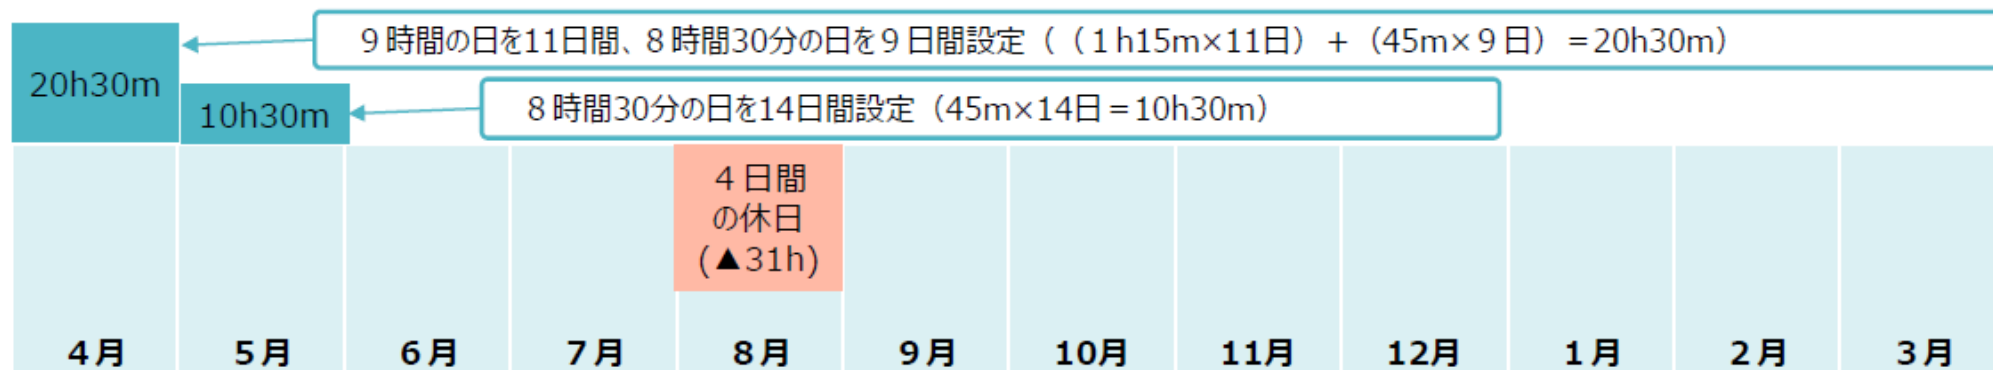 ９時間の日を11日間、８時間30分の日を９日間設定（（１h15m×11日）＋（45m×９日）＝20h30m）
20h30m
８時間30分の日を14日間設定（45m×14日＝10h30m）
10h30m
４日間
の休日
(▲31h)
４月 ５月 ６月 ７月 ８月 ９月 10月 11月 12月 １月 ２月 ３月